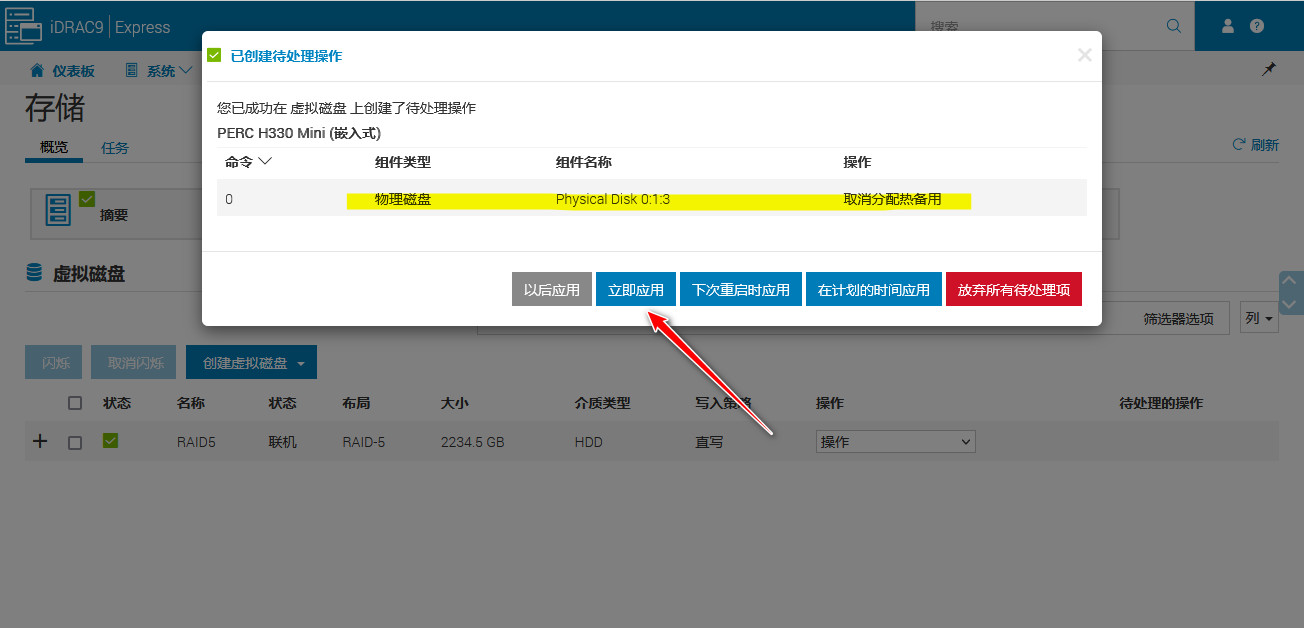 iDRAC9 | Express
搜索
仪表板 系统
存储
概览 任务
刷新
摘要
已创建待处理操作
您已成功在 虚拟磁盘 上创建了待处理操作
PERC H330 Mini (嵌入式)
命令 组件类型 组件名称 操作
0 物理磁盘 Physical Disk 0:1:3 取消分配热备用
以后应用 立即应用 下次重启时应用 在计划的时间应用 放弃所有待处理项
虚拟磁盘
筛选器选项 列
闪烁 取消闪烁 创建虚拟磁盘
状态 名称 状态 布局 大小 介质类型 写入策略 操作 待处理的操作
RAID5 联机 RAID-5 2234.5 GB HDD 直写 操作